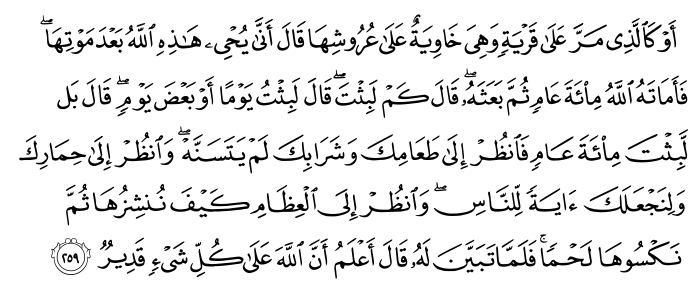 أَوْ كَٱلَّذِى مَرَّ عَلَىٰ قَرْيَةٍ وَهِىَ خَاوِيَةٌ عَلَىٰ عُرُوشِهَا قَالَ أَنَّىٰ يُحْىِۦ هَـٰذِهِ ٱللَّهُ بَعْدَ مَوْتِهَا ۖ
فَأَمَاتَهُ ٱللَّهُ مِا۟ئَةَ عَامٍ ثُمَّ بَعَثَهُۥ ۖ قَالَ كَمْ لَبِثْتَ ۖ قَالَ لَبِثْتُ يَوْمًا أَوْ بَعْضَ يَوْمٍ ۖ قَالَ بَل
لَّبِثْتَ مِا۟ئَةَ عَامٍ فَٱنظُرْ إِلَىٰ طَعَامِكَ وَشَرَابِكَ لَمْ يَتَسَنَّهْ ۖ وَٱنظُرْ إِلَىٰ حِمَارِكَ
وَلِنَجْعَلَكَ ءَايَةً لِّلنَّاسِ ۖ وَٱنظُرْ إِلَى ٱلْعِظَامِ كَيْفَ نُنشِزُهَا ثُمَّ
نَكْسُوهَا لَحْمًا ۚ فَلَمَّا تَبَيَّنَ لَهُۥ قَالَ أَعْلَمُ أَنَّ ٱللَّهَ عَلَىٰ كُلِّ شَىْءٍ قَدِيرٌ ٢٥٩